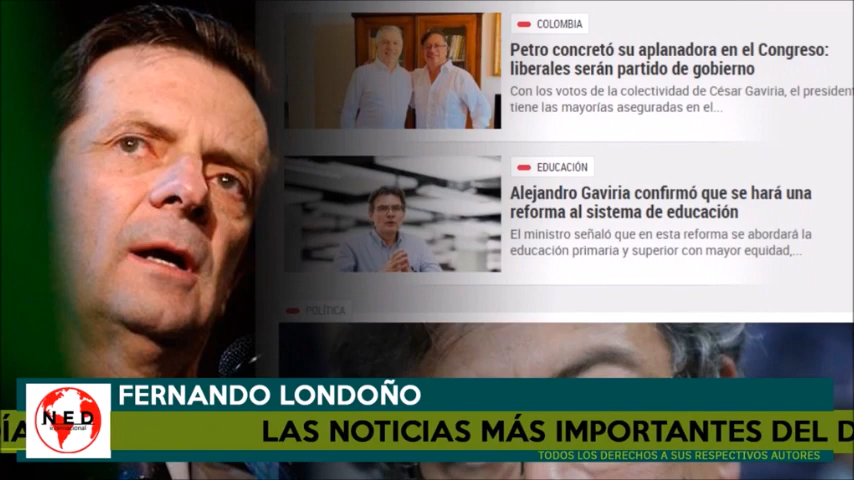 COLOMBIA
Petro concretó su aplanadora en el Congreso:
liberales serán partido de gobierno
Con los votos de la colectividad de César Gaviria, el presiden
tiene las mayorías aseguradas en el...
EDUCACIÓN
Alejandro Gaviria confirmó que se hará una
reforma al sistema de educación
El ministro señaló que en esta reforma se abordará la
educación primaria y superior con mayor equidad,...
POLÍTICA
FERNANDO LONDOÑO
N.E.D
International
DÍA
LAS NOTICIAS MÁS IMPORTANTES DEL D
TODOS LOS DERECHOS A SUS RESPECTIVOS AUTORES